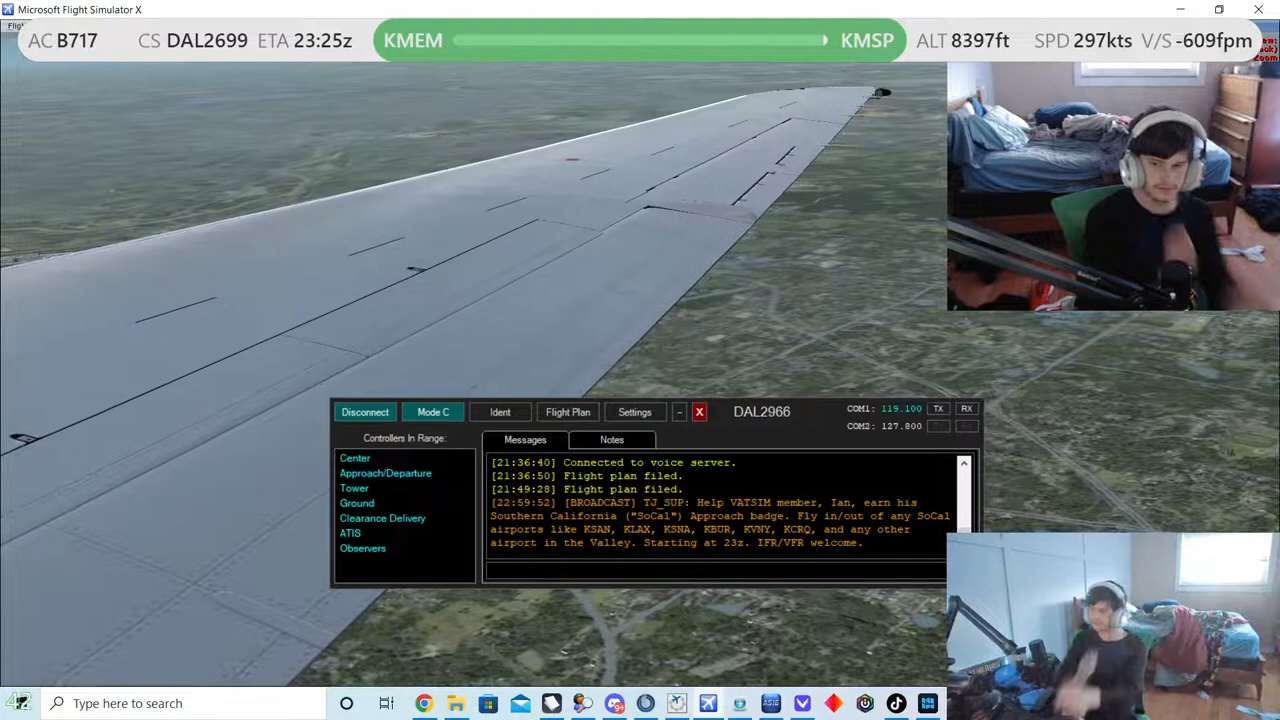 Microsoft Flight Simulator X
AC B717 CS DAL2699 ETA 23:25z KMEM KMSP ALT 8397ft SPD 297kts V/S -609fpm
Zoom
Disconnect Mode C Ident Flight Plan Settings – X DAL2966 COM1: 119.100 TX RX
COM2: 127.800
Controllers In Range:
Center
Approach/Departure
Tower
Ground
Clearance Delivery
ATIS
Observers
Messages Notes
[21:36:40] Connected to voice server.
[21:36:50] Flight plan filed.
[21:49:28] Flight plan filed.
[22:59:52] [BROADCAST] TJ_SUP: Help VATSIM member, Ian, earn his
Southern California ("SoCal") Approach badge. Fly in/out of any SoCal
airports like KSAN, KLAX, KSNA, KBUR, KVNY, KCRQ, and any other
airport in the Valley. Starting at 23z. IFR/VFR welcome.
Type here to search